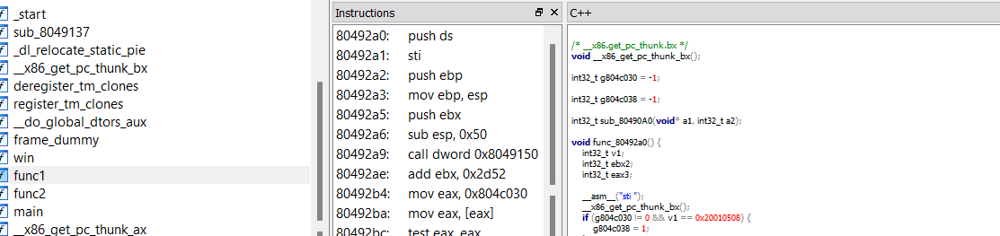 _start
sub_8049137
_dl_relocate_static_pie
__x86_get_pc_thunk_bx
deregister_tm_clones
register_tm_clones
__do_global_dtors_aux
frame_dummy
win
func1
func2
main
__x86_get_pc_thunk_ax
Instructions
80492a0: push ds
80492a1: sti
80492a2: push ebp
80492a3: mov ebp, esp
80492a5: push ebx
80492a6: sub esp, 0x50
80492a9: call dword 0x8049150
80492ae: add ebx, 0x2d52
80492b4: mov eax, 0x804c030
80492ba: mov eax, [eax]
80492bc: test eax, eax
C++
/* __x86.get_pc_thunk.bx */
void __x86_get_pc_thunk_bx();
int32_t g804c030 = -1;
int32_t g804c038 = -1;
int32_t sub_80490A0(void* a1, int32_t a2);
void func_80492a0() {
int32_t v1;
int32_t ebx2;
int32_t eax3;
__asm__("sti ");
__x86_get_pc_thunk_bx();
if (g804c030 != 0 && v1 == 0x20010508) {
g804c038 = 1;